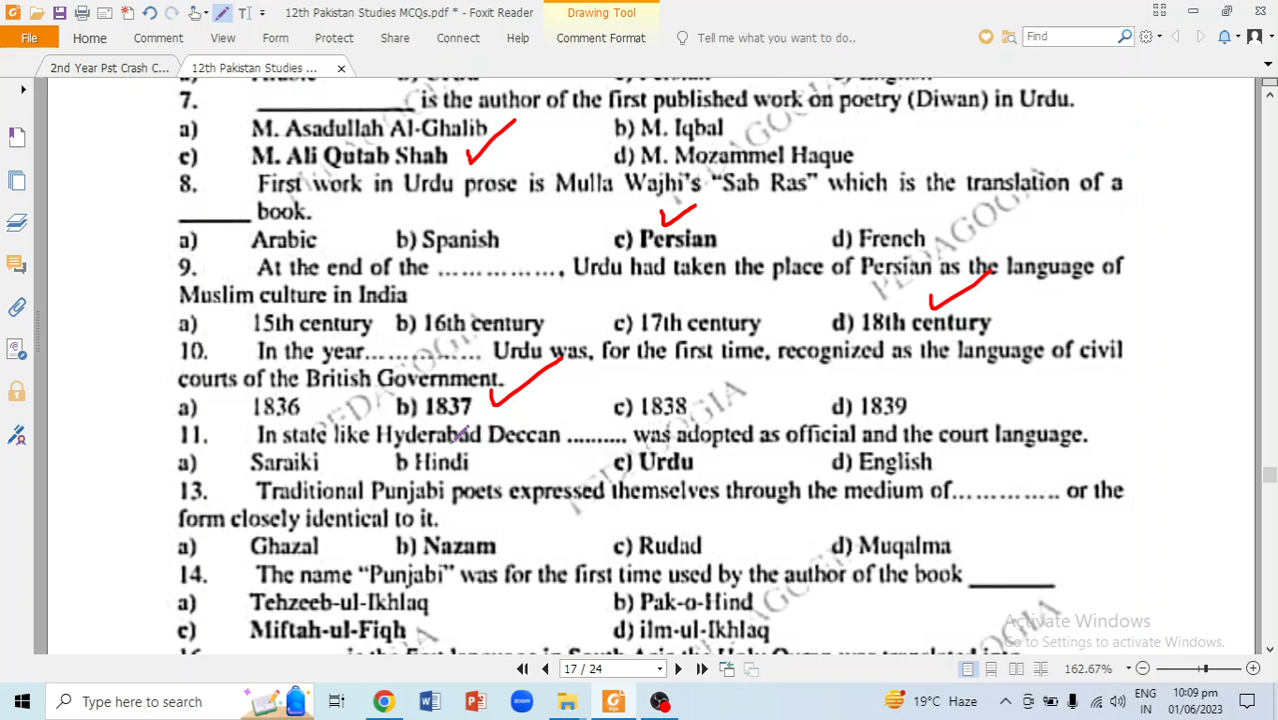 12th Pakistan Studies MCQs.pdf * - Foxit Reader
Drawing Tool
File Home Comment View Form Protect Share Connect Help Comment Format Tell me what you want to do.. Find
2nd Year Pst Crash C... 12th Pakistan Studies ...
7. ____________ is the author of the first published work on poetry (Diwan) in Urdu.
a) M. Asadullah Al-Ghalib b) M. Iqbal
c) M. Ali Qutab Shah d) M. Mozammel Haque
8. First work in Urdu prose is Mulla Wajhi's "Sab Ras" which is the translation of a
______ book.
a) Arabic b) Spanish c) Persian d) French
9. At the end of the ……………, Urdu had taken the place of Persian as the language of
Muslim culture in India
a) 15th century b) 16th century c) 17th century d) 18th century
10. In the year…………… Urdu was, for the first time, recognized as the language of civil
courts of the British Government.
a) 1836 b) 1837 c) 1838 d) 1839
11. In state like Hyderabad Deccan .......... was adopted as official and the court language.
a) Saraiki b Hindi c) Urdu d) English
13. Traditional Punjabi poets expressed themselves through the medium of………….. or the
form closely identical to it.
a) Ghazal b) Nazam c) Rudad d) Muqalma
14. The name "Punjabi" was for the first time used by the author of the book _______
a) Tehzeeb-ul-Ikhlaq b) Pak-o-Hind
c) Miftah-ul-Fiqh d) ilm-ul-Ikhlaq
PEDAGOGIA
Activate Windows
Go to Settings to activate Windows.
17 / 24 162.67%
Type here to search zoom 19°C Haze ENG IN 10:09 pm 01/06/2023